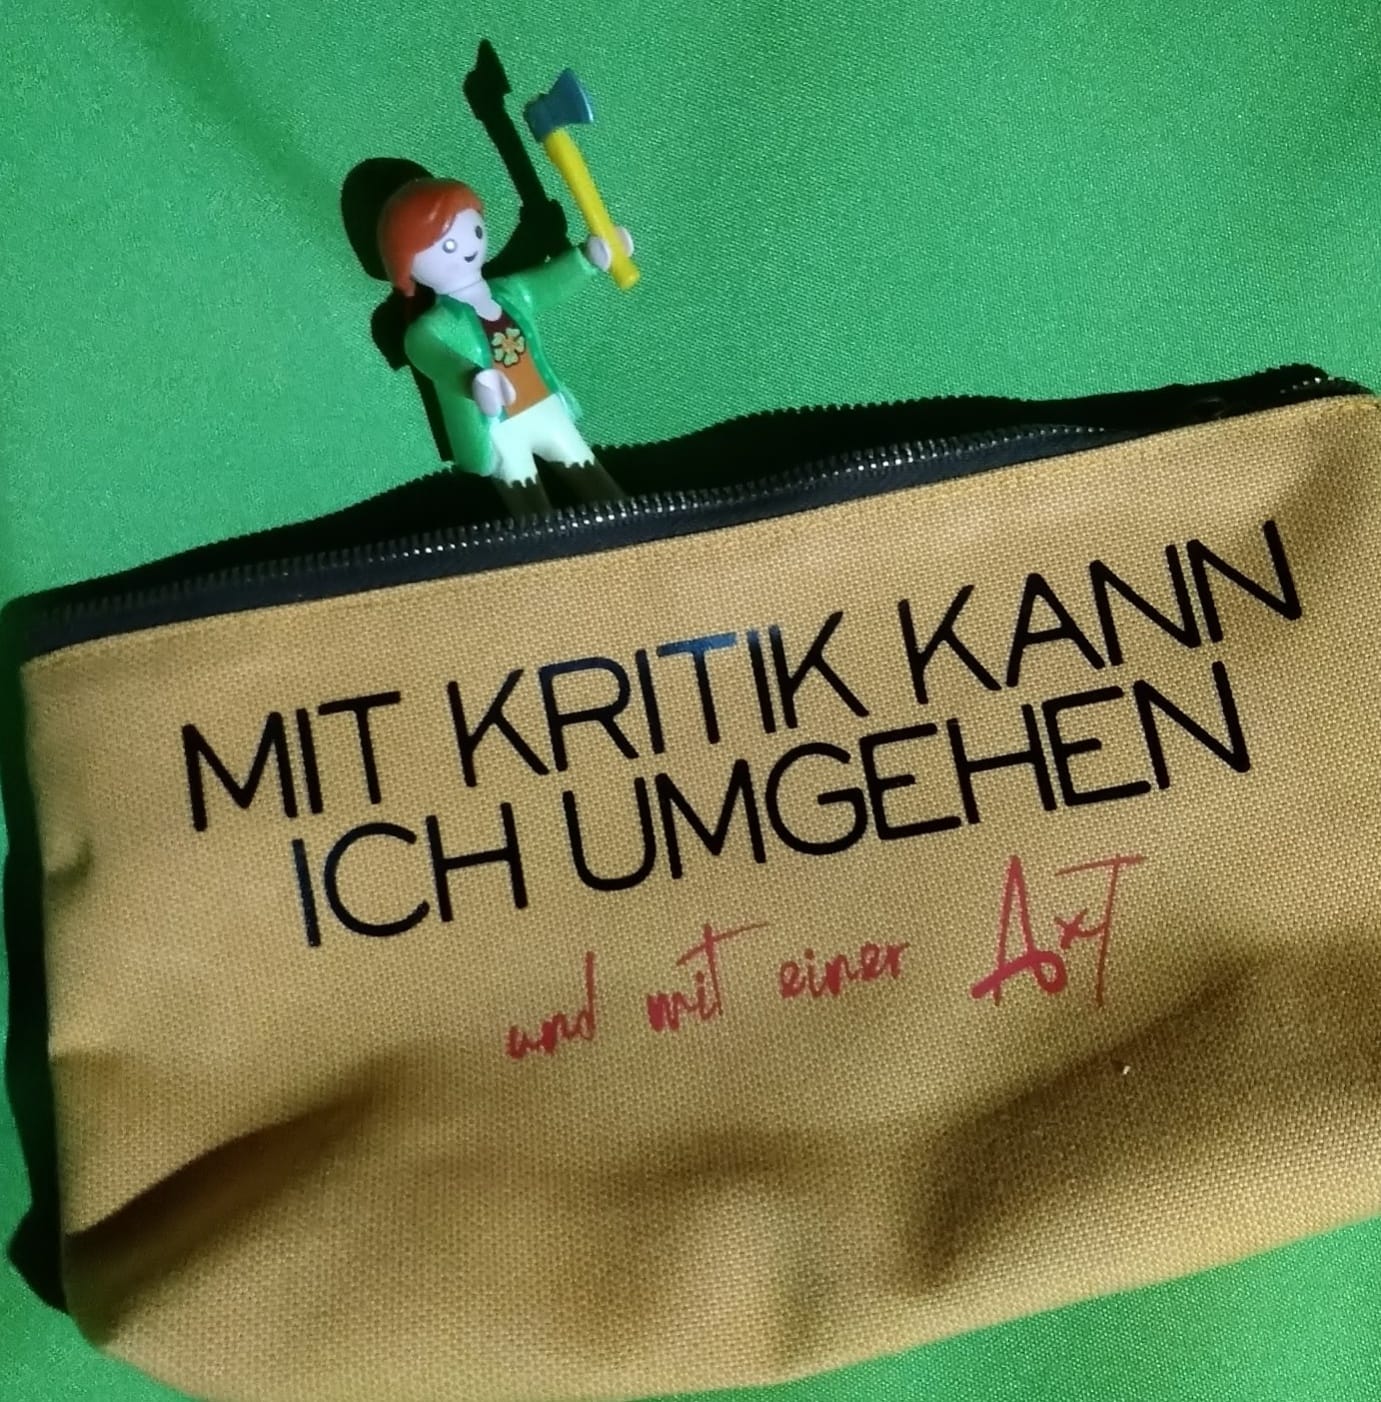 MIT KRITIK KANN
ICH UMGEHEN
und mit einer AxT